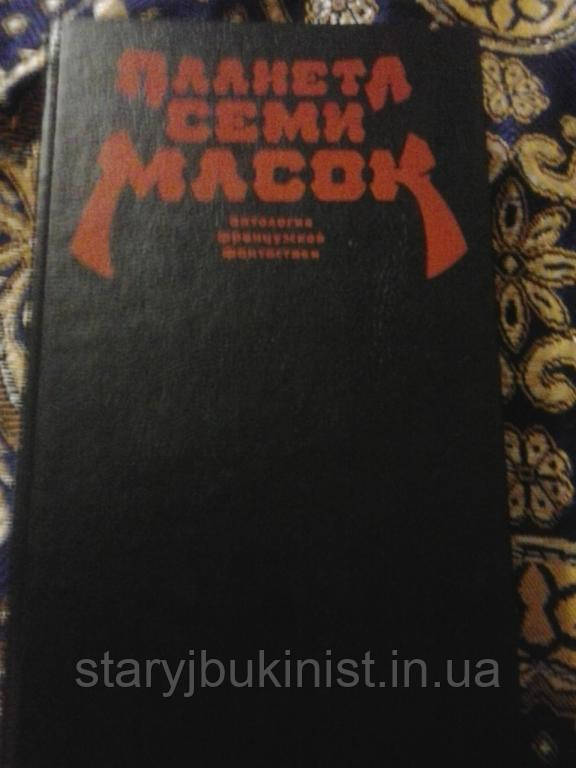 ПЛАНЕТА
СЕМИ
МАСОК
антология
французской
фантастики
staryjbukinist.in.ua